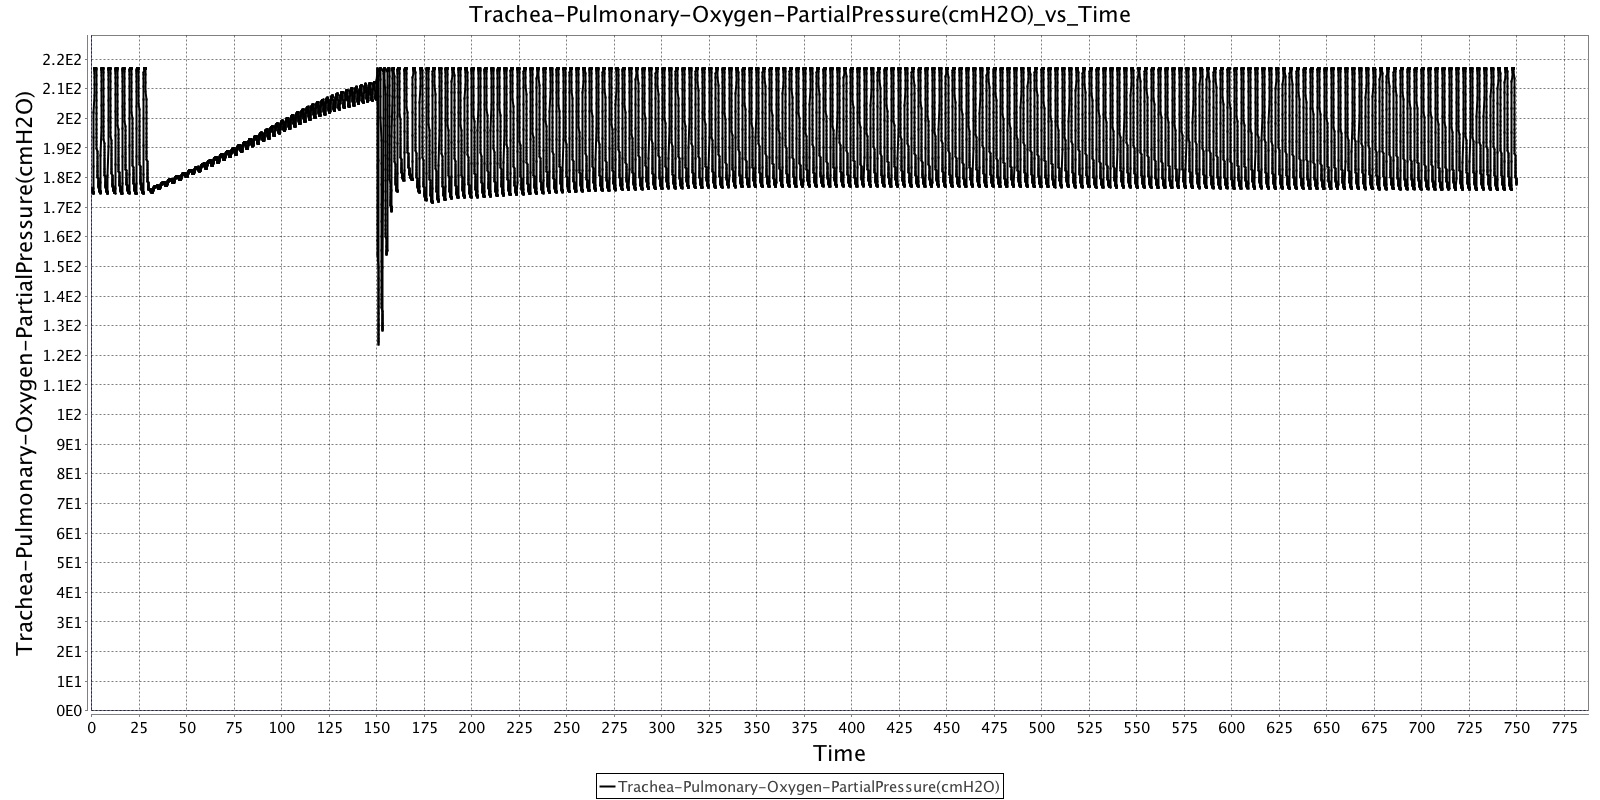 Trachea-Pulmonary-Oxygen-PartialPressure(cmH2O)_vs_Time
Trachea-Pulmonary-Oxygen-PartialPressure(cmH2O)
2.2E2
2.1E2
2E2
1.9E2
1.8E2
1.7E2
1.6E2
1.5E2
1.4E2
1.3E2
1.2E2
1.1E2
1E2
9E1
8E1
7E1
6E1
5E1
4E1
3E1
2E1
1E1
0E0
0 25 50 75 100 125 150 175 200 225 250 275 300 325 350 375 400 425 450 475 500 525 550 575 600 625 650 675 700 725 750 775
Time
Trachea-Pulmonary-Oxygen-PartialPressure(cmH2O)